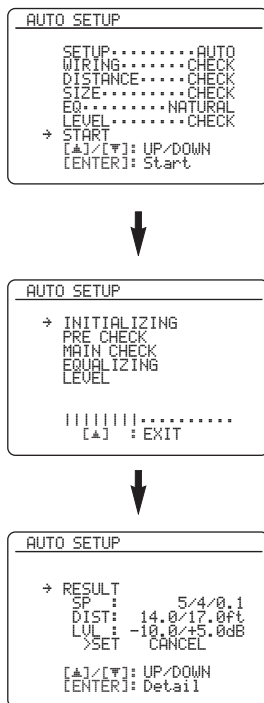 AUTO SETUP
SETUP·········AUTO
WIRING·······CHECK
DISTANCE·····CHECK
SIZE·········CHECK
EQ·········NATURAL
LEVEL········CHECK
→ START
[▲]/[▼]: UP/DOWN
[ENTER]: Start
AUTO SETUP
→ INITIALIZING
PRE CHECK
MAIN CHECK
EQUALIZING
LEVEL
||||||||··········
[▲] : EXIT
AUTO SETUP
→ RESULT
SP : 5/4/0.1
DIST: 14.0/17.0ft
LVL : -10.0/+5.0dB
>SET CANCEL
[▲]/[▼]: UP/DOWN
[ENTER]: Detail